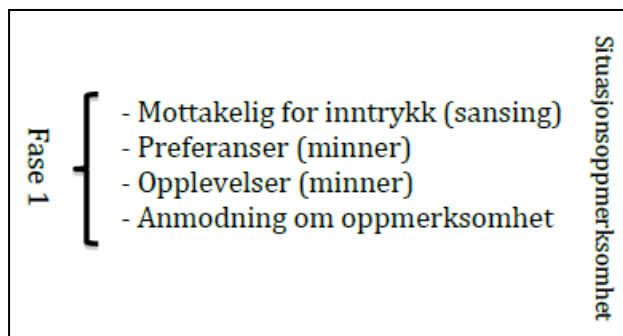 Fase 1
- Mottakelig for inntrykk (sansing)
- Preferanser (minner)
- Opplevelser (minner)
- Anmodning om oppmerksomhet
Situasjonsoppmerksomhet